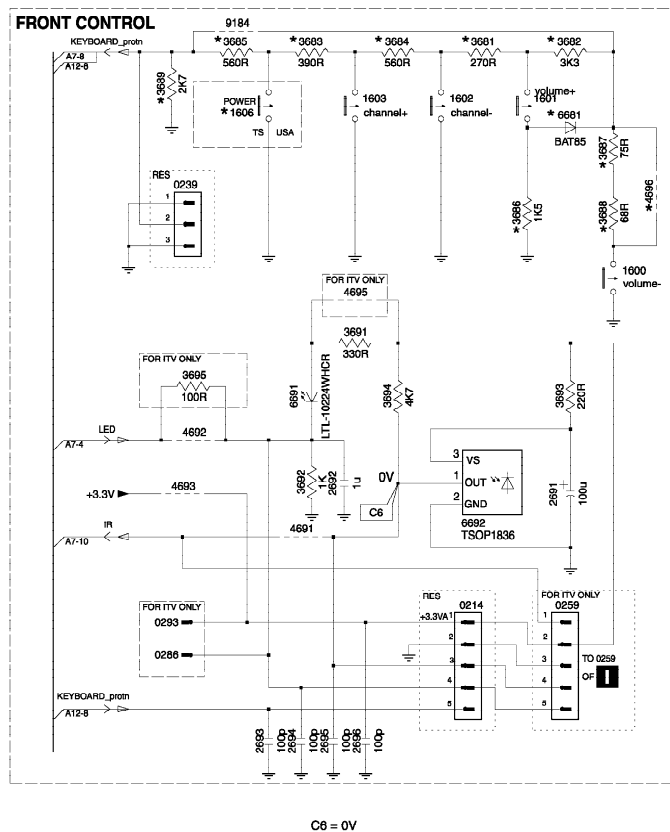 FRONT CONTROL
9184
KEYBOARD_protn
A7-9
A12-6
* 3685
560R
* 3683
390R
* 3684
560R
* 3681
270R
* 3682
3K3
* 3689
2K7
POWER
* 1606
TS USA
1603
channel+
1602
channel-
volume+
1601
* 6681
BAT85
* 3687
75R
* 4696
* 3686
1K5
* 3688
68R
1600
volume-
RES
0239
1
2
3
FOR ITV ONLY
4695
3691
330R
FOR ITV ONLY
3695
100R
6691
LTL-10224WHCR
3694
4K7
3693
220R
LED
A7-4
4692
3692
1K
2692
1u
+3.3V
4693
0V
C6
3 VS
1 OUT
2 GND
6692
TSOP1836
2691
+
100u
IR
A7-10
4691
FOR ITV ONLY
0293
0286
RES
0214
+3.3VA
1
2
3
4
5
FOR ITV ONLY
0259
1
2
3
4
5
TO 0259
OF I
KEYBOARD_protn
A12-8
2693
100p
2694
100p
2695
100p
2696
100p
C6 = 0V